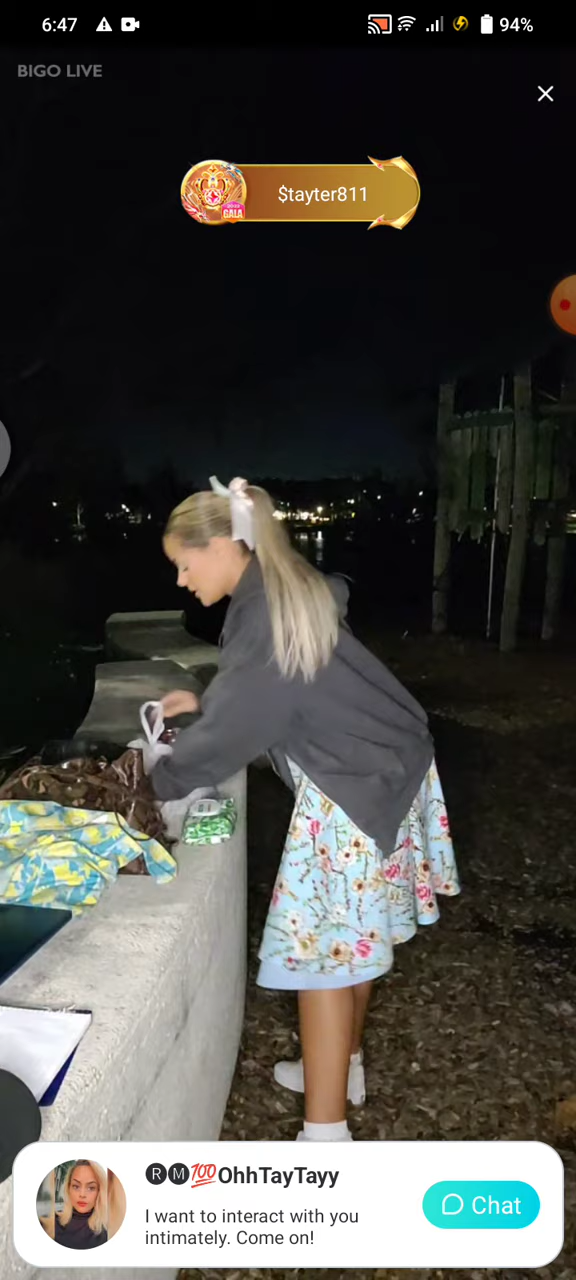 6:47
94%
BIGO LIVE
$tayter811
GALA
🅡🅜💯OhhTayTayy
I want to interact with you
intimately. Come on!
Chat